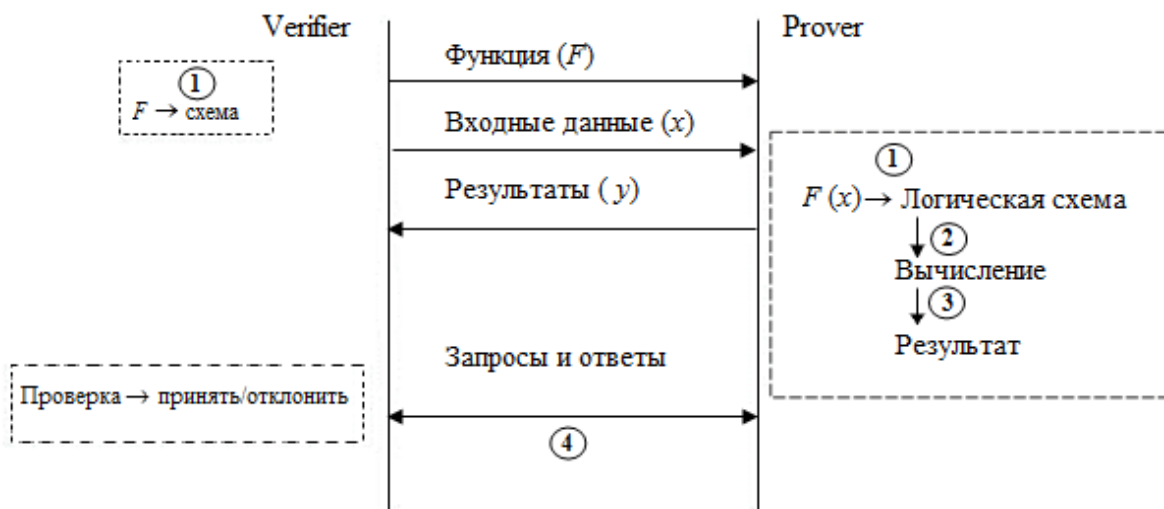 Verifier
Prover
Функция (F)
1
F → схема
Входные данные (x)
1
Результаты ( y)
F (x) → Логическая схема
2
Вычисление
3
Результат
Запросы и ответы
Проверка → принять/отклонить
4